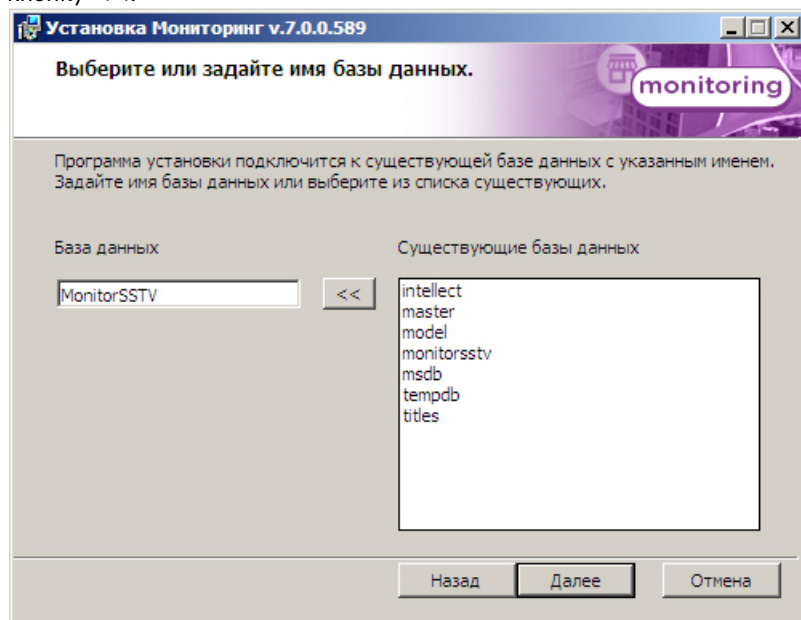 Установка Мониторинг v.7.0.0.589
Выберите или задайте имя базы данных.
monitoring
Программа установки подключится к существующей базе данных с указанным именем.
Задайте имя базы данных или выберите из списка существующих.
База данных
Существующие базы данных
MonitorSSTV
<<
intellect
master
model
monitorsstv
msdb
tempdb
titles
Назад
Далее
Отмена